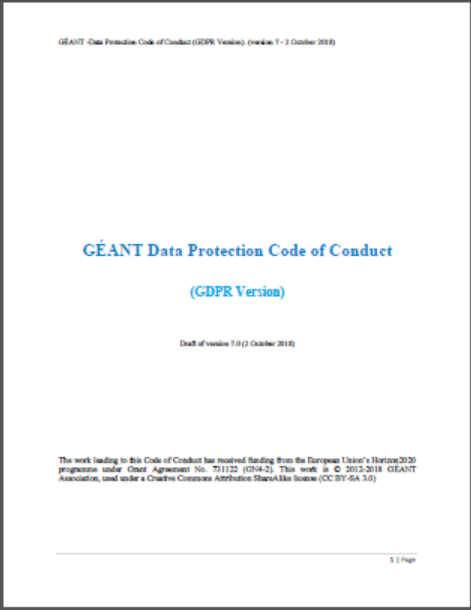 GÉANT -Data Protection Code of Conduct (GDPR Version). (version 7 - 2 October 2018)
GÉANT Data Protection Code of Conduct
(GDPR Version)
Draft of version 7.0 (2 October 2018)
The work leading to this Code of Conduct has received funding from the European Union's Horizon2020
programme under Grant Agreement No. 731122 (GN4-2). This work is © 2012-2018 GÉANT
Association, used under a Creative Commons Attribution ShareAlike license (CC BY-SA 3.0)
1 | Page